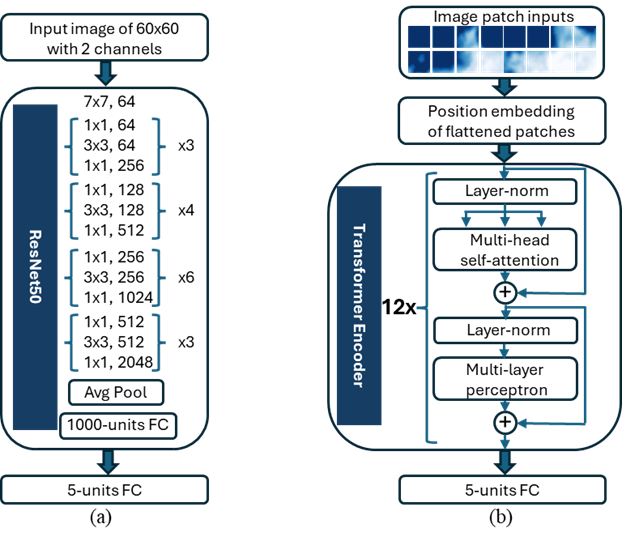 Input image of 60x60
with 2 channels
ResNet50
7x7, 64
1x1, 64
3x3, 64
1x1, 256
x3
1x1, 128
3x3, 128
1x1, 512
x4
1x1, 256
3x3, 256
1x1, 1024
x6
1x1, 512
3x3, 512
1x1, 2048
x3
Avg Pool
1000-units FC
5-units FC
(a)
Image patch inputs
Position embedding
of flattened patches
Transformer Encoder
12x
Layer-norm
Multi-head
self-attention
+
Layer-norm
Multi-layer
perceptron
+
5-units FC
(b)